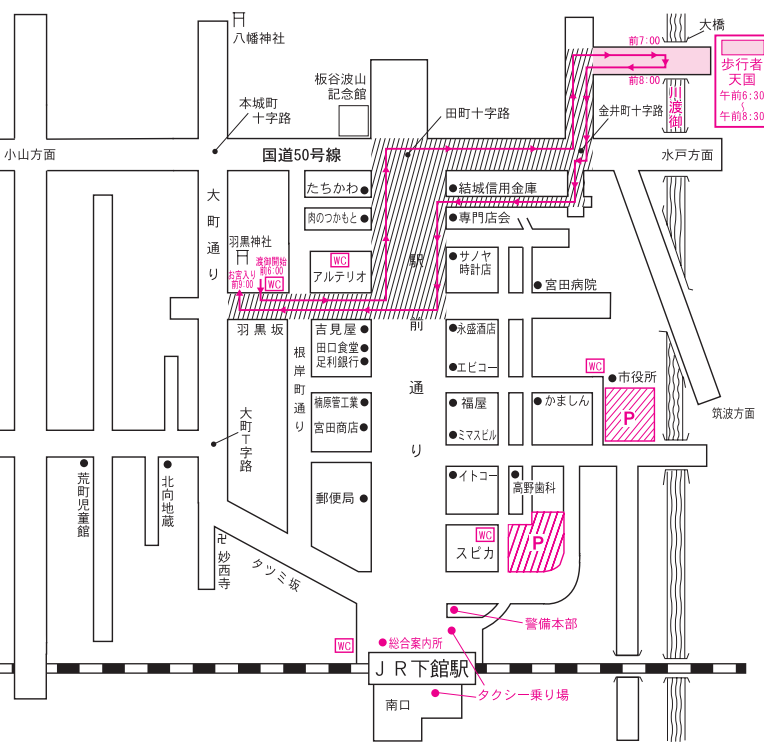 八幡神社
板谷波山
記念館
本城町
十字路
田町十字路
金井町十字路
前7:00
前8:00
大橋
川渡御
歩行者
天国
午前6:30
〜
午前8:30
小山方面
国道50号線
水戸方面
大町通り
たちかわ
肉のつかもと
羽黒神社
渡御開始
前6:00
お宮入り
前9:00
WC
WC
アルテリオ
結城信用金庫
専門店会
サノヤ
時計店
宮田病院
駅前通り
羽黒坂
根岸町通り
吉見屋
田口食堂
足利銀行
楠原管工業
宮田商店
郵便局
永盛酒店
エビコー
福屋
ミマスビル
かましん
WC
市役所
P
筑波方面
大町T字路
荒町児童館
北向地蔵
卍妙西寺
タツミ坂
イトコー
高野歯科
WC
スピカ
P
警備本部
WC
総合案内所
JR下館駅
タクシー乗り場
南口